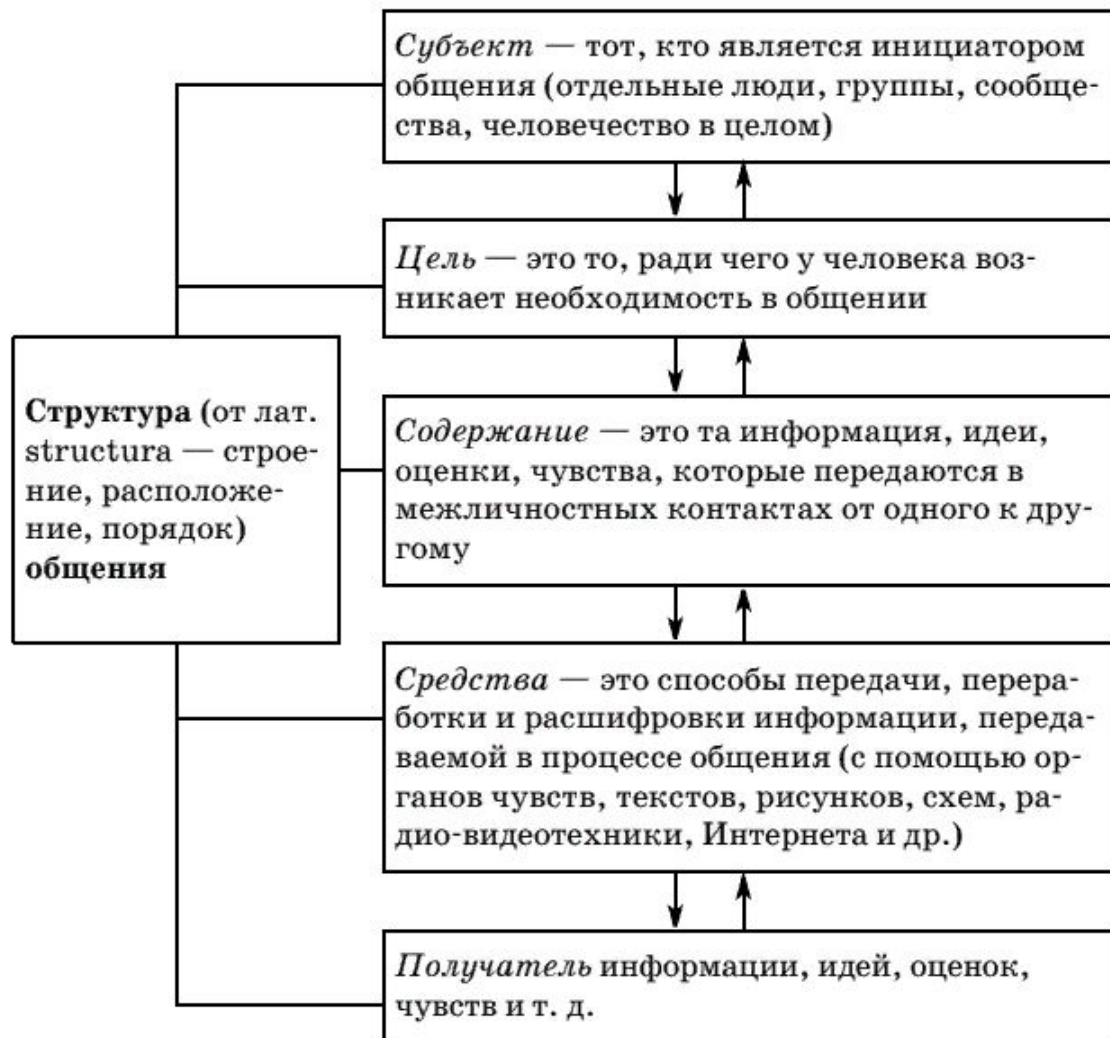 Субъект — тот, кто является инициатором
общения (отдельные люди, группы, сообще-
ства, человечество в целом)
Цель — это то, ради чего у человека воз-
никает необходимость в общении
Структура (от лат.
structura — строе-
ние, расположе-
ние, порядок)
общения
Содержание — это та информация, идеи,
оценки, чувства, которые передаются в
межличностных контактах от одного к дру-
гому
Средства — это способы передачи, перера-
ботки и расшифровки информации, переда-
ваемой в процессе общения (с помощью ор-
ганов чувств, текстов, рисунков, схем, ра-
дио-видеотехники, Интернета и др.)
Получатель информации, идей, оценок,
чувств и т. д.